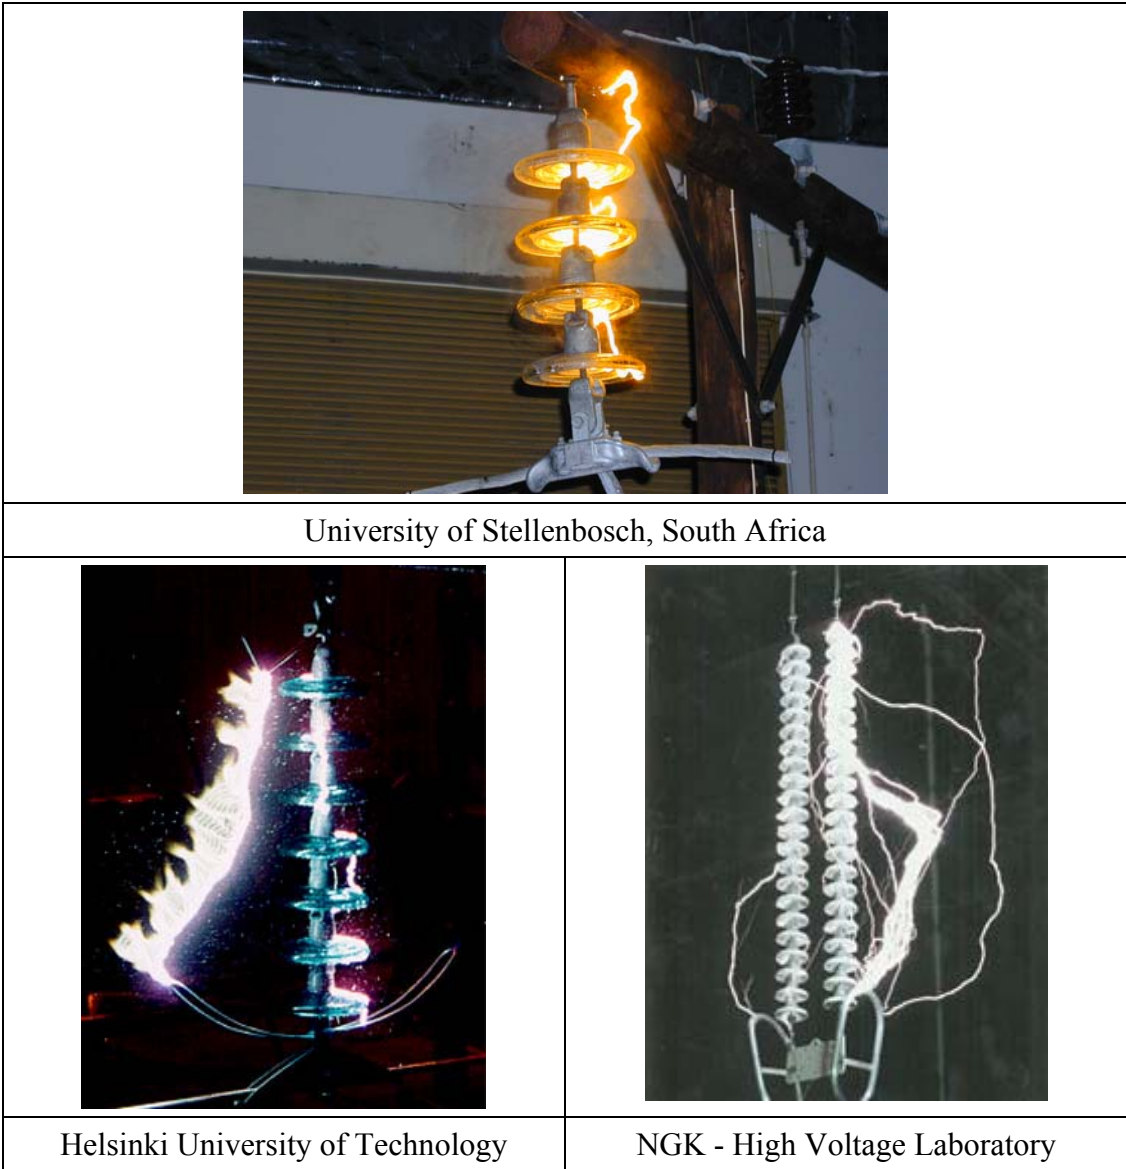 University of Stellenbosch, South Africa
Helsinki University of Technology
NGK - High Voltage Laboratory